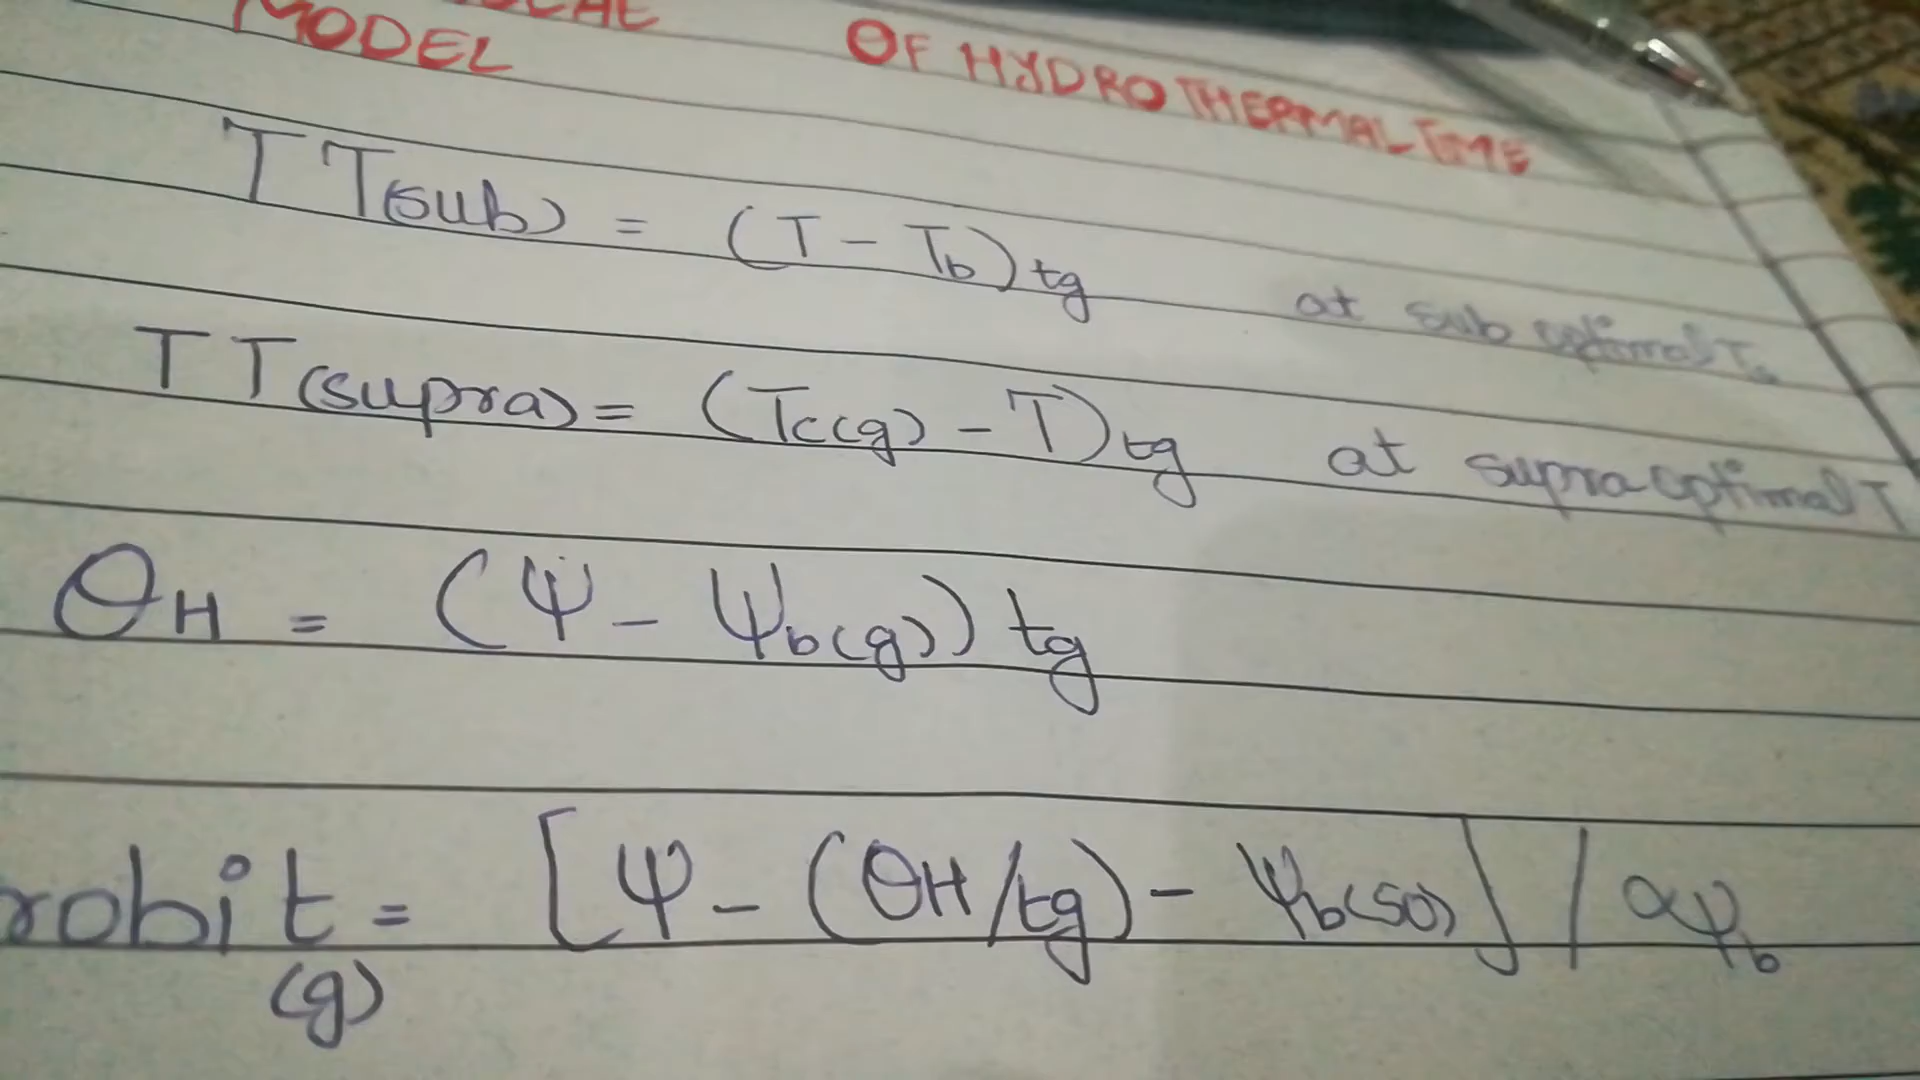 MODEL OF HYDROTHERMAL TIME
TT(sub) = (T - Tb) tg at sub optimal T
TT(supra) = (Tc(g) - T) tg at supra optimal T
θH = (Ψ - Ψb(g)) tg
robit(g) = [Ψ - (θH/tg) - Ψb(50)] / αΨb